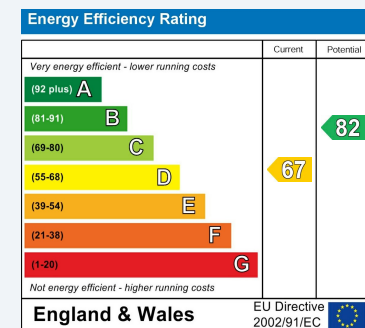 Energy Efficiency Rating
Current Potential
Very energy efficient - lower running costs
(92 plus) A
(81-91) B
(69-80) C
(55-68) D
(39-54) E
(21-38) F
(1-20) G
67
82
Not energy efficient - higher running costs
England & Wales
EU Directive
2002/91/EC